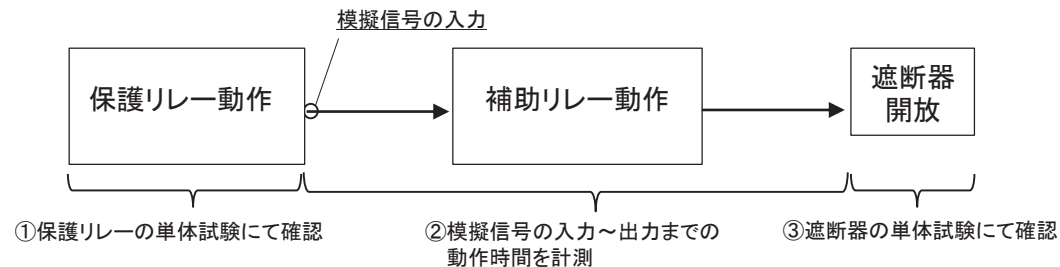 模擬信号の入力
保護リレー動作
補助リレー動作
遮断器
開放
①保護リレーの単体試験にて確認
②模擬信号の入力～出力までの
動作時間を計測
③遮断器の単体試験にて確認